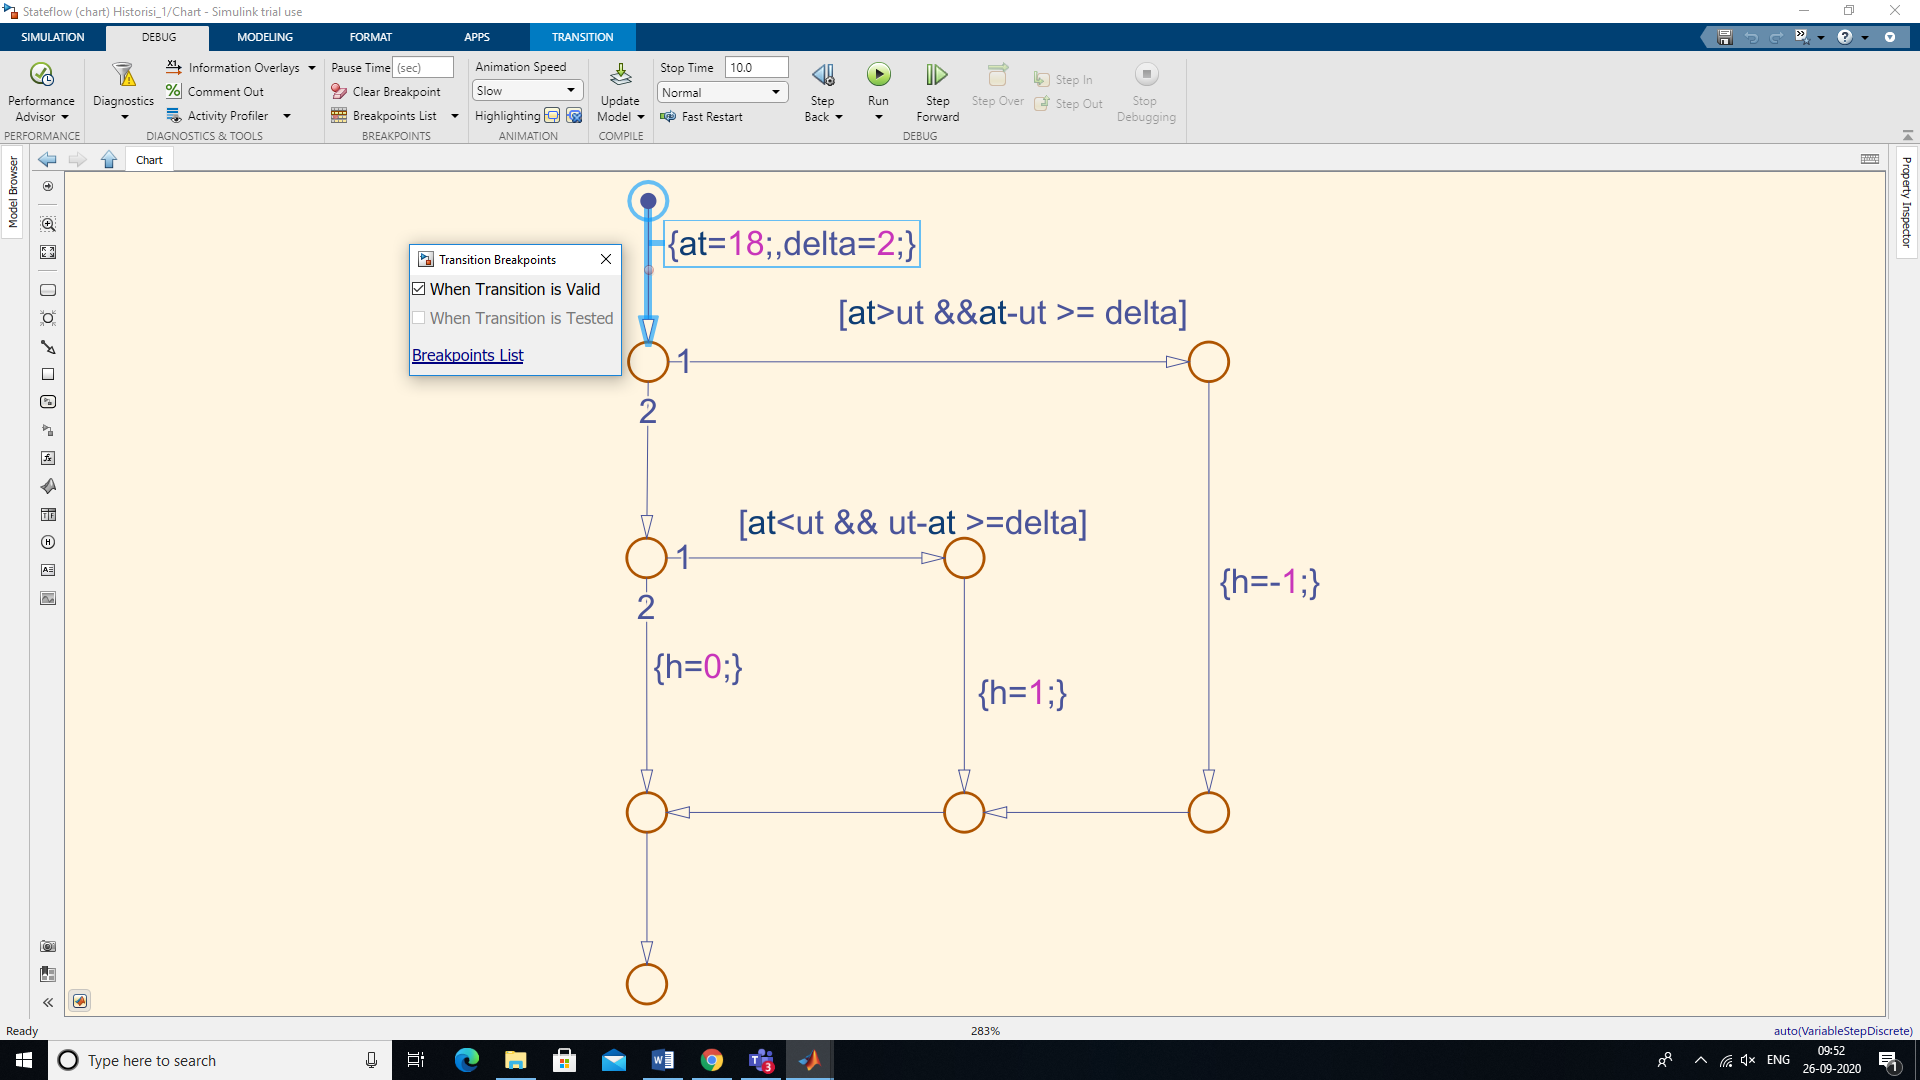 Stateflow (chart) Historisi_1/Chart - Simulink trial use
SIMULATION DEBUG MODELING FORMAT APPS TRANSITION
Performance Advisor
PERFORMANCE
Diagnostics
Information Overlays
Comment Out
Activity Profiler
DIAGNOSTICS & TOOLS
Pause Time (sec)
Clear Breakpoint
Breakpoints List
BREAKPOINTS
Animation Speed
Slow
Highlighting
ANIMATION
Update Model
COMPILE
Stop Time 10.0
Normal
Fast Restart
Step Back
Run
Step Forward
Step Over
Step In
Step Out
Stop Debugging
DEBUG
Model Browser
Chart
Property Inspector
{at=18;,delta=2;}
Transition Breakpoints
When Transition is Valid
When Transition is Tested
Breakpoints List
[at>ut &&at-ut >= delta]
1
2
[at<ut && ut-at >=delta]
1
2
{h=-1;}
{h=0;}
{h=1;}
Ready
283%
auto(VariableStepDiscrete)
Type here to search
3
ENG
09:52
26-09-2020
1